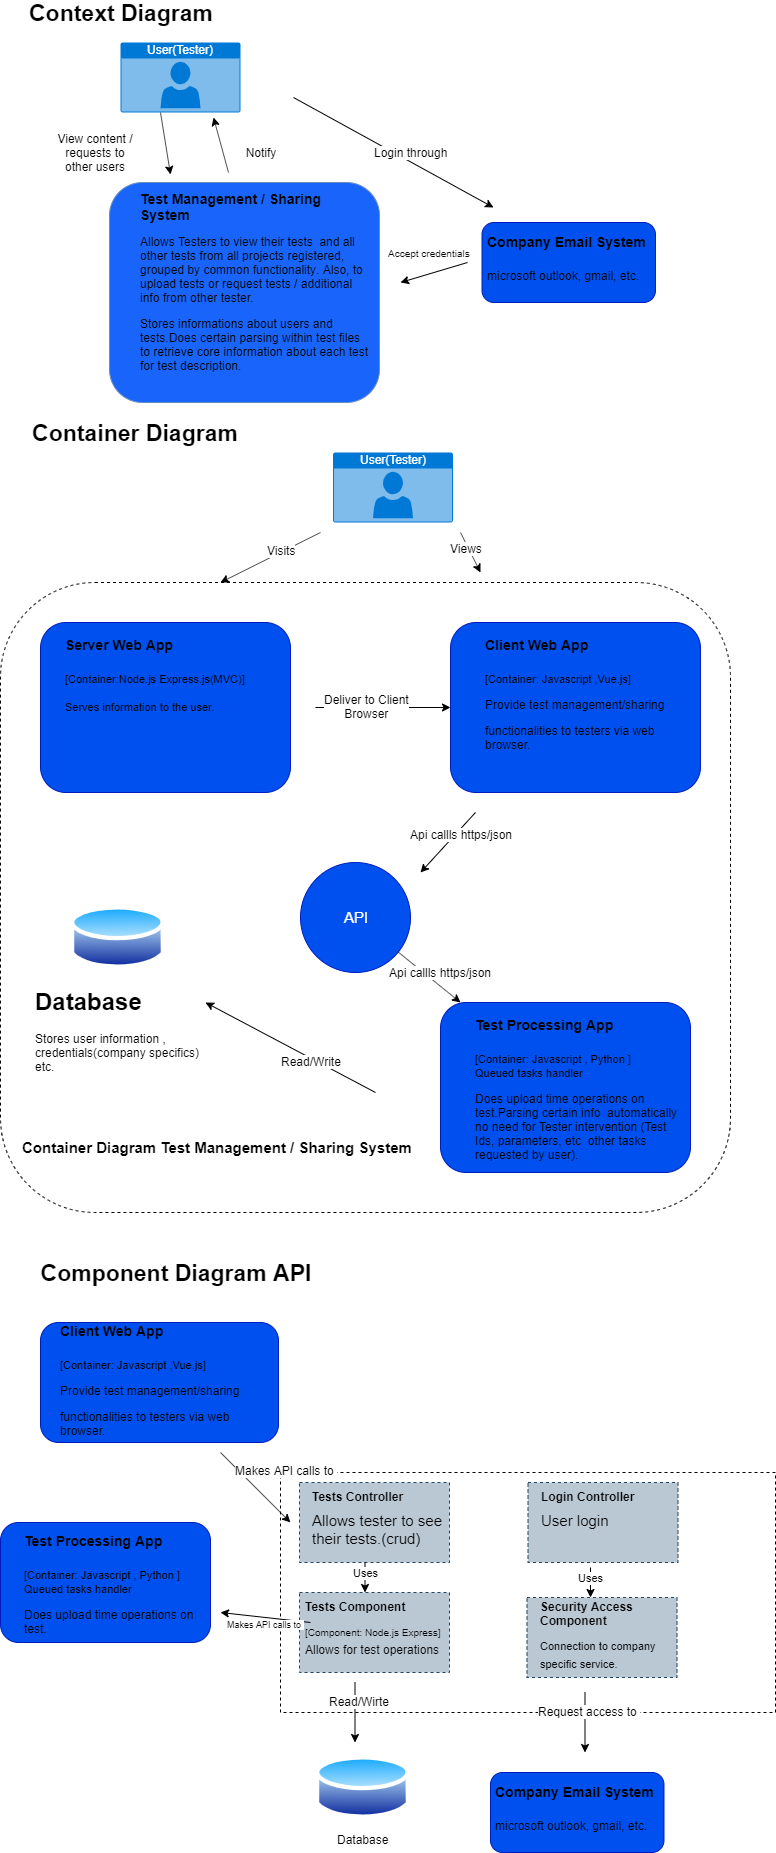 Context Diagram
User(Tester)
View content /
requests to
other users
Notify
Login through
Test Management / Sharing
System
Allows Testers to view their tests  and all
other tests from all projects registered,
grouped by common functionality. Also, to
upload tests or request tests / additional
info from other tester.
Stores informations about users and
tests.Does certain parsing within test files
to retrieve core information about each test
for test description.
Accept credentials
Company Email System
microsoft outlook, gmail, etc.
Container Diagram
User(Tester)
Visits
Views
Server Web App
[Container:Node.js Express.js(MVC)]
Serves information to the user.
Deliver to Client
Browser
Client Web App
[Container: Javascript ,Vue.js]
Provide test management/sharing
functionalities to testers via web
browser.
Api callls https/json
API
Api callls https/json
Database
Stores user information ,
credentials(company specifics)
etc.
Read/Write
Test Processing App
[Container: Javascript , Python ]
Queued tasks handler
Does upload time operations on
test.Parsing certain info  automatically
no need for Tester intervention (Test
Ids, parameters, etc  other tasks
requested by user).
Container Diagram Test Management / Sharing System
Component Diagram API
Client Web App
[Container: Javascript ,Vue.js]
Provide test management/sharing
functionalities to testers via web
browser.
Makes API calls to
Tests Controller
Allows tester to see
their tests.(crud)
Login Controller
User login
Uses
Uses
Test Processing App
[Container: Javascript , Python ]
Queued tasks handler
Does upload time operations on
test.
Makes API calls to
Tests Component
[Component: Node.js Express]
Allows for test operations
Security Access
Component
Connection to company
specific service.
Read/Wirte
Request access to
Database
Company Email System
microsoft outlook, gmail, etc.